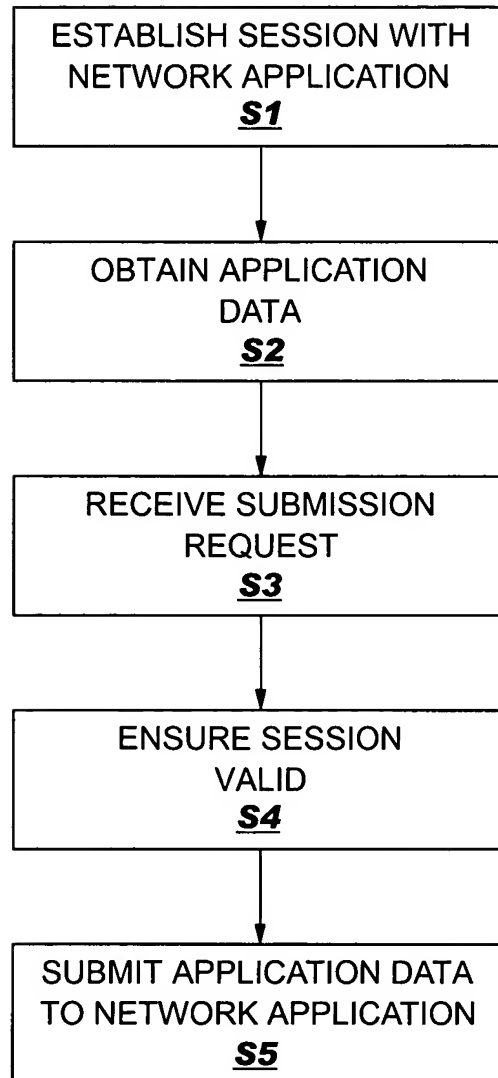 ESTABLISH SESSION WITH
NETWORK APPLICATION
S1
OBTAIN APPLICATION
DATA
S2
RECEIVE SUBMISSION
REQUEST
S3
ENSURE SESSION
VALID
S4
SUBMIT APPLICATION DATA
TO NETWORK APPLICATION
S5